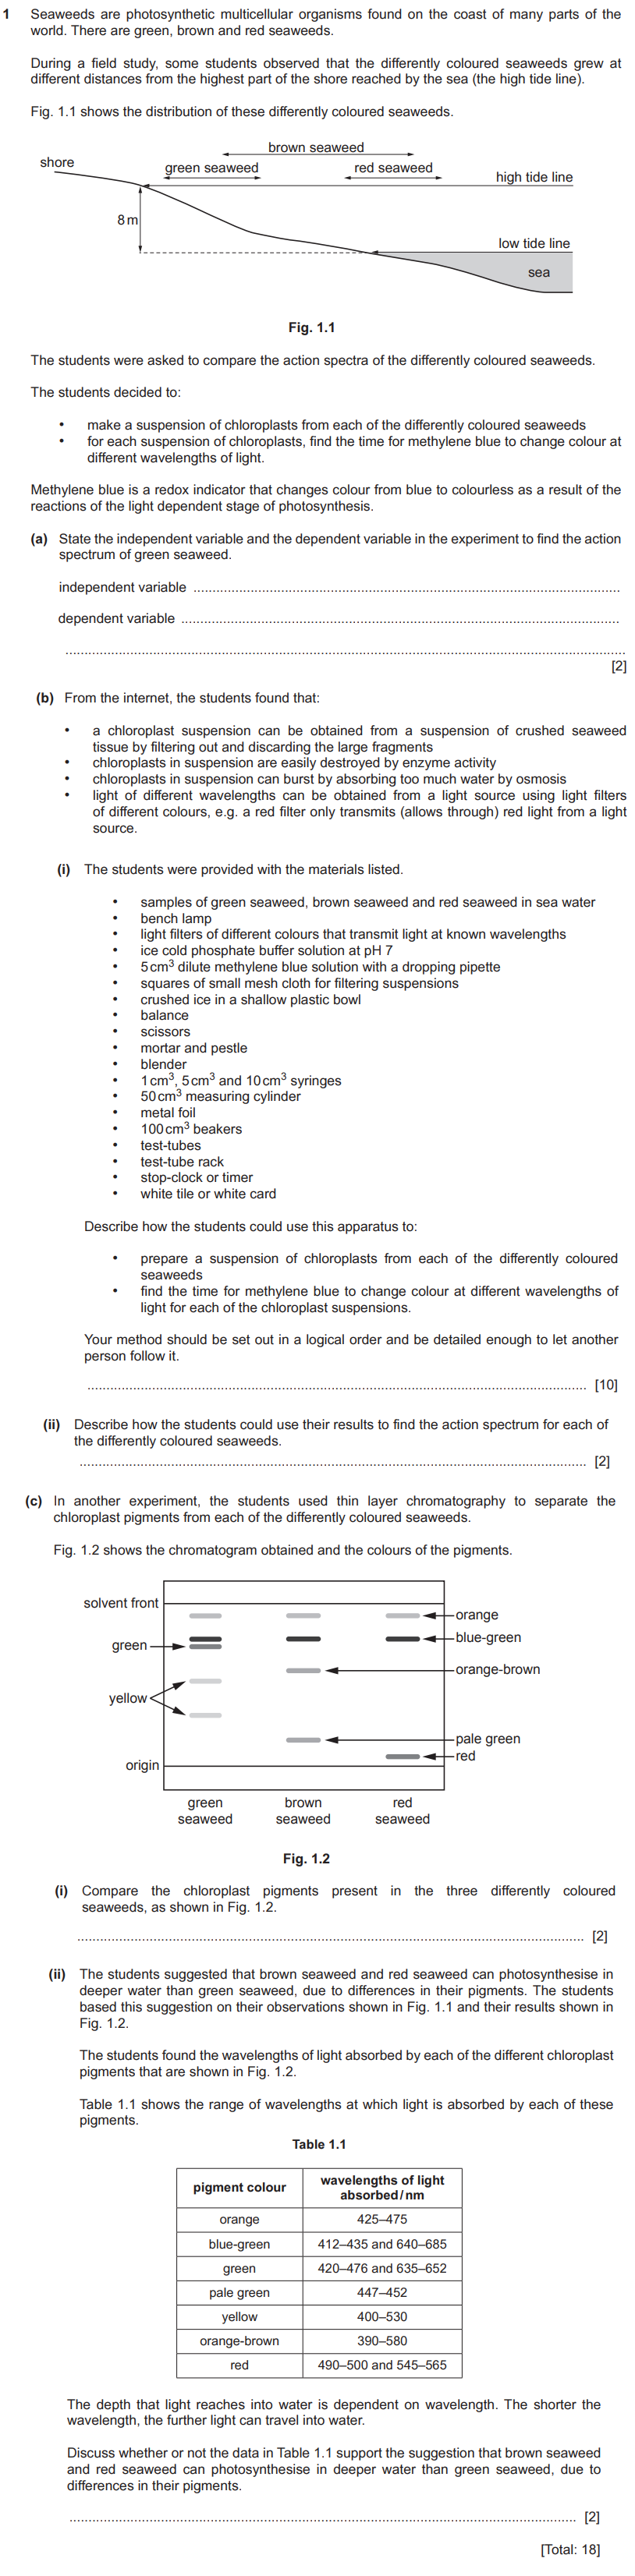 1 Seaweeds are photosynthetic multicellular organisms found on the coast of many parts of the
world. There are green, brown and red seaweeds.
During a field study, some students observed that the differently coloured seaweeds grew at
different distances from the highest part of the shore reached by the sea (the high tide line).
Fig. 1.1 shows the distribution of these differently coloured seaweeds.
brown seaweed
shore
green seaweed
red seaweed
high tide line
8 m
low tide line
sea
Fig. 1.1
The students were asked to compare the action spectra of the differently coloured seaweeds.
The students decided to:
• make a suspension of chloroplasts from each of the differently coloured seaweeds
• for each suspension of chloroplasts, find the time for methylene blue to change colour at
different wavelengths of light.
Methylene blue is a redox indicator that changes colour from blue to colourless as a result of the
reactions of the light dependent stage of photosynthesis.
(a) State the independent variable and the dependent variable in the experiment to find the action
spectrum of green seaweed.
independent variable ....................................................................................................
dependent variable ....................................................................................................
....................................................................................................
[2]
(b) From the internet, the students found that:
• a chloroplast suspension can be obtained from a suspension of crushed seaweed
tissue by filtering out and discarding the large fragments
• chloroplasts in suspension are easily destroyed by enzyme activity
• chloroplasts in suspension can burst by absorbing too much water by osmosis
• light of different wavelengths can be obtained from a light source using light filters
of different colours, e.g. a red filter only transmits (allows through) red light from a light
source.
(i) The students were provided with the materials listed.
• samples of green seaweed, brown seaweed and red seaweed in sea water
• bench lamp
• light filters of different colours that transmit light at known wavelengths
• ice cold phosphate buffer solution at pH 7
• 5 cm³ dilute methylene blue solution with a dropping pipette
• squares of small mesh cloth for filtering suspensions
• crushed ice in a shallow plastic bowl
• balance
• scissors
• mortar and pestle
• blender
• 1 cm³, 5 cm³ and 10 cm³ syringes
• 50 cm³ measuring cylinder
• metal foil
• 100 cm³ beakers
• test-tubes
• test-tube rack
• stop-clock or timer
• white tile or white card
Describe how the students could use this apparatus to:
• prepare a suspension of chloroplasts from each of the differently coloured
seaweeds
• find the time for methylene blue to change colour at different wavelengths of
light for each of the chloroplast suspensions.
Your method should be set out in a logical order and be detailed enough to let another
person follow it.
.................................................................................................... [10]
(ii) Describe how the students could use their results to find the action spectrum for each of
the differently coloured seaweeds.
.................................................................................................... [2]
(c) In another experiment, the students used thin layer chromatography to separate the
chloroplast pigments from each of the differently coloured seaweeds.
Fig. 1.2 shows the chromatogram obtained and the colours of the pigments.
solvent front
orange
blue-green
green
orange-brown
yellow
pale green
red
origin
green
seaweed
brown
seaweed
red
seaweed
Fig. 1.2
(i) Compare the chloroplast pigments present in the three differently coloured
seaweeds, as shown in Fig. 1.2.
.................................................................................................... [2]
(ii) The students suggested that brown seaweed and red seaweed can photosynthesise in
deeper water than green seaweed, due to differences in their pigments. The students
based this suggestion on their observations shown in Fig. 1.1 and their results shown in
Fig. 1.2.
The students found the wavelengths of light absorbed by each of the different chloroplast
pigments that are shown in Fig. 1.2.
Table 1.1 shows the range of wavelengths at which light is absorbed by each of these
pigments.
Table 1.1
pigment colour wavelengths of light absorbed / nm
orange 425–475
blue-green 412–435 and 640–685
green 420–476 and 635–652
pale green 447–452
yellow 400–530
orange-brown 390–580
red 490–500 and 545–565
The depth that light reaches into water is dependent on wavelength. The shorter the
wavelength, the further light can travel into water.
Discuss whether or not the data in Table 1.1 support the suggestion that brown seaweed
and red seaweed can photosynthesise in deeper water than green seaweed, due to
differences in their pigments.
.................................................................................................... [2]
[Total: 18]